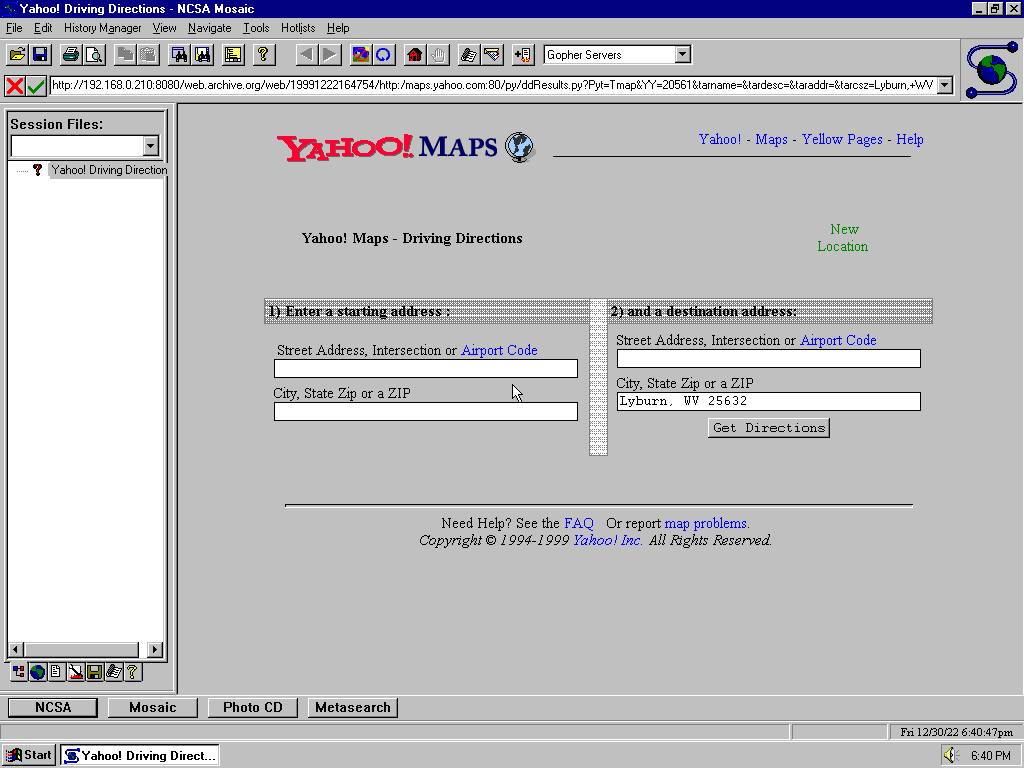 Yahoo! Driving Directions - NCSA Mosaic
File Edit History Manager View Navigate Tools Hotlists Help
Gopher Servers
http://192.168.0.210:8080/web.archive.org/web/19991222164754/http:/maps.yahoo.com:80/py/ddResults.py?Pyt=Tmap&YY=20561&tarname=&tardesc=&taraddr=&tarcsz=Lyburn,+WV
Session Files:
Yahoo! Driving Direction
YAHOO! MAPS
Yahoo! - Maps - Yellow Pages - Help
Yahoo! Maps - Driving Directions
New
Location
1) Enter a starting address :
2) and a destination address:
Street Address, Intersection or Airport Code
City, State Zip or a ZIP
Street Address, Intersection or Airport Code
City, State Zip or a ZIP
Lyburn, WV 25632
Get Directions
Need Help? See the FAQ Or report map problems.
Copyright © 1994-1999 Yahoo! Inc. All Rights Reserved.
NCSA Mosaic Photo CD Metasearch
Fri 12/30/22 6:40:47pm
Start Yahoo! Driving Direct... 6:40 PM